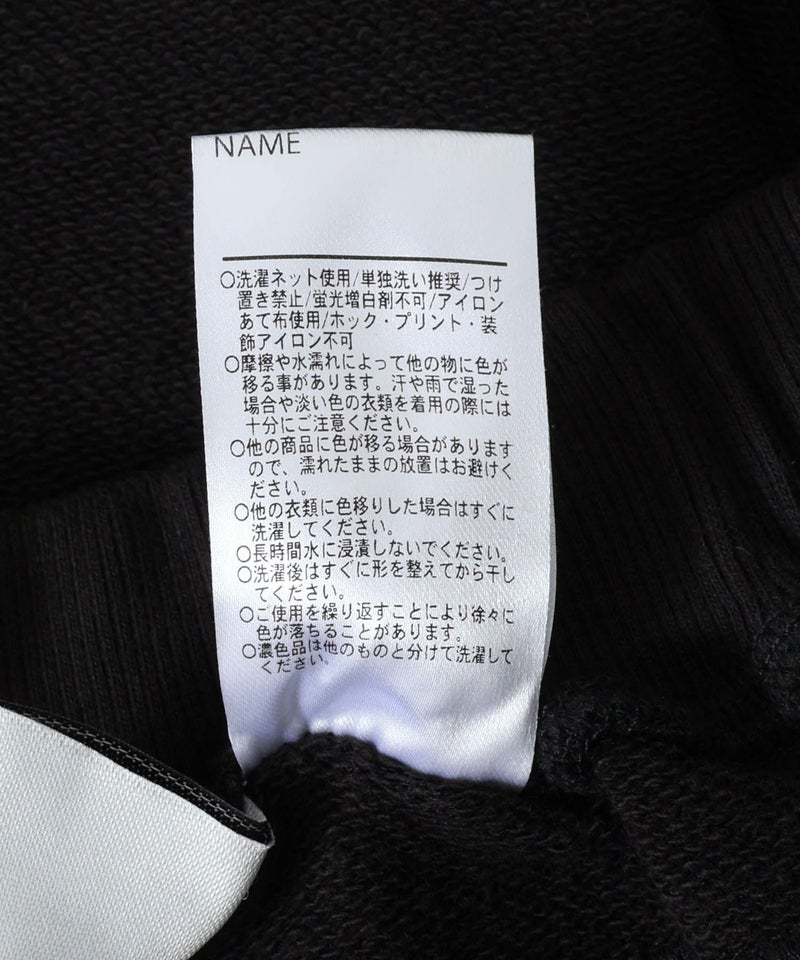 NAME
○洗濯ネット使用/単独洗い推奨/つけ
置き禁止/蛍光増白剤不可/アイロン
あて布使用/ホック・プリント・装
飾アイロン不可
○摩擦や水濡れによって他の物に色が
移る事があります。汗や雨で湿った
場合や淡い色の衣類を着用の際には
十分にご注意ください。
○他の商品に色が移る場合があります
ので、濡れたままの放置はお避けく
ださい。
○他の衣類に色移りした場合はすぐに
洗濯してください。
○長時間水に浸漬しないでください。
○洗濯後はすぐに形を整えてから干し
てください。
○ご使用を繰り返すことにより徐々に
色が落ちることがあります。
○濃色品は他のものと分けて洗濯して
ください。